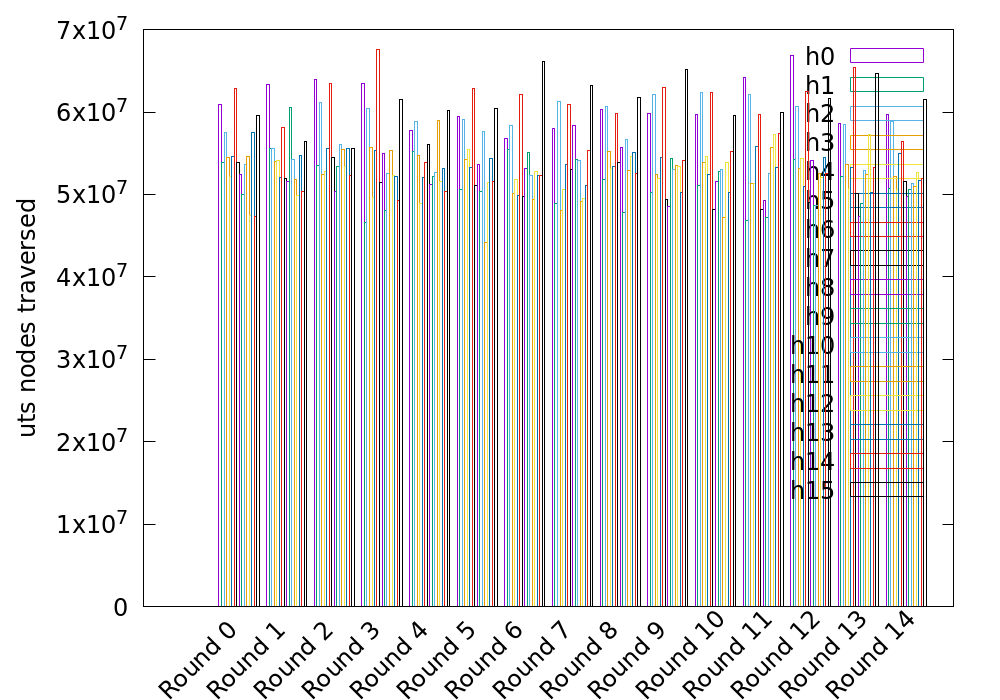 7x10^7
6x10^7
5x10^7
4x10^7
3x10^7
2x10^7
1x10^7
0
uts nodes traversed
h0
h1
h2
h3
h4
h5
h6
h7
h8
h9
h10
h11
h12
h13
h14
h15
Round 0
Round 1
Round 2
Round 3
Round 4
Round 5
Round 6
Round 7
Round 8
Round 9
Round 10
Round 11
Round 12
Round 13
Round 14